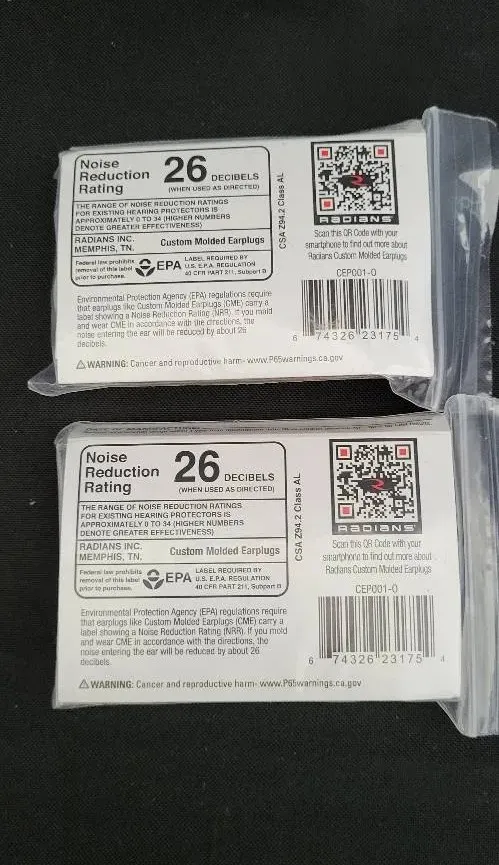 Noise
Reduction
Rating
26 DECIBELS
(WHEN USED AS DIRECTED)
THE RANGE OF NOISE REDUCTION RATINGS
FOR EXISTING HEARING PROTECTORS IS
APPROXIMATELY 0 TO 34 (HIGHER NUMBERS
DENOTE GREATER EFFECTIVENESS)
RADIANS INC.
MEMPHIS, TN.
Custom Molded Earplugs
Federal law prohibits
removal of this label
prior to purchase.
EPA
LABEL REQUIRED BY
U.S. E.P.A. REGULATION
40 CFR PART 211, Subpart B
CSA Z94.2 Class AL
RADIANS
Scan this QR Code with your
smartphone to find out more about
Radians Custom Molded Earplugs
CEP001-O
6 74326 23175 4
Environmental Protection Agency (EPA) regulations require
that earplugs like Custom Molded Earplugs (CME) carry a
label showing a Noise Reduction Rating (NRR). If you mold
and wear CME in accordance with the directions, the
noise entering the ear will be reduced by about 26
decibels.
WARNING: Cancer and reproductive harm- www.P65warnings.ca.gov
Noise
Reduction
Rating
26 DECIBELS
(WHEN USED AS DIRECTED)
THE RANGE OF NOISE REDUCTION RATINGS
FOR EXISTING HEARING PROTECTORS IS
APPROXIMATELY 0 TO 34 (HIGHER NUMBERS
DENOTE GREATER EFFECTIVENESS)
RADIANS INC.
MEMPHIS, TN.
Custom Molded Earplugs
Federal law prohibits
removal of this label
prior to purchase.
EPA
LABEL REQUIRED BY
U.S. E.P.A. REGULATION
40 CFR PART 211, Subpart B
CSA Z94.2 Class AL
RADIANS
Scan this QR Code with your
smartphone to find out more about
Radians Custom Molded Earplugs
CEP001-O
6 74326 23175 4
Environmental Protection Agency (EPA) regulations require
that earplugs like Custom Molded Earplugs (CME) carry a
label showing a Noise Reduction Rating (NRR). If you mold
and wear CME in accordance with the directions, the
noise entering the ear will be reduced by about 26
decibels.
WARNING: Cancer and reproductive harm- www.P65warnings.ca.gov